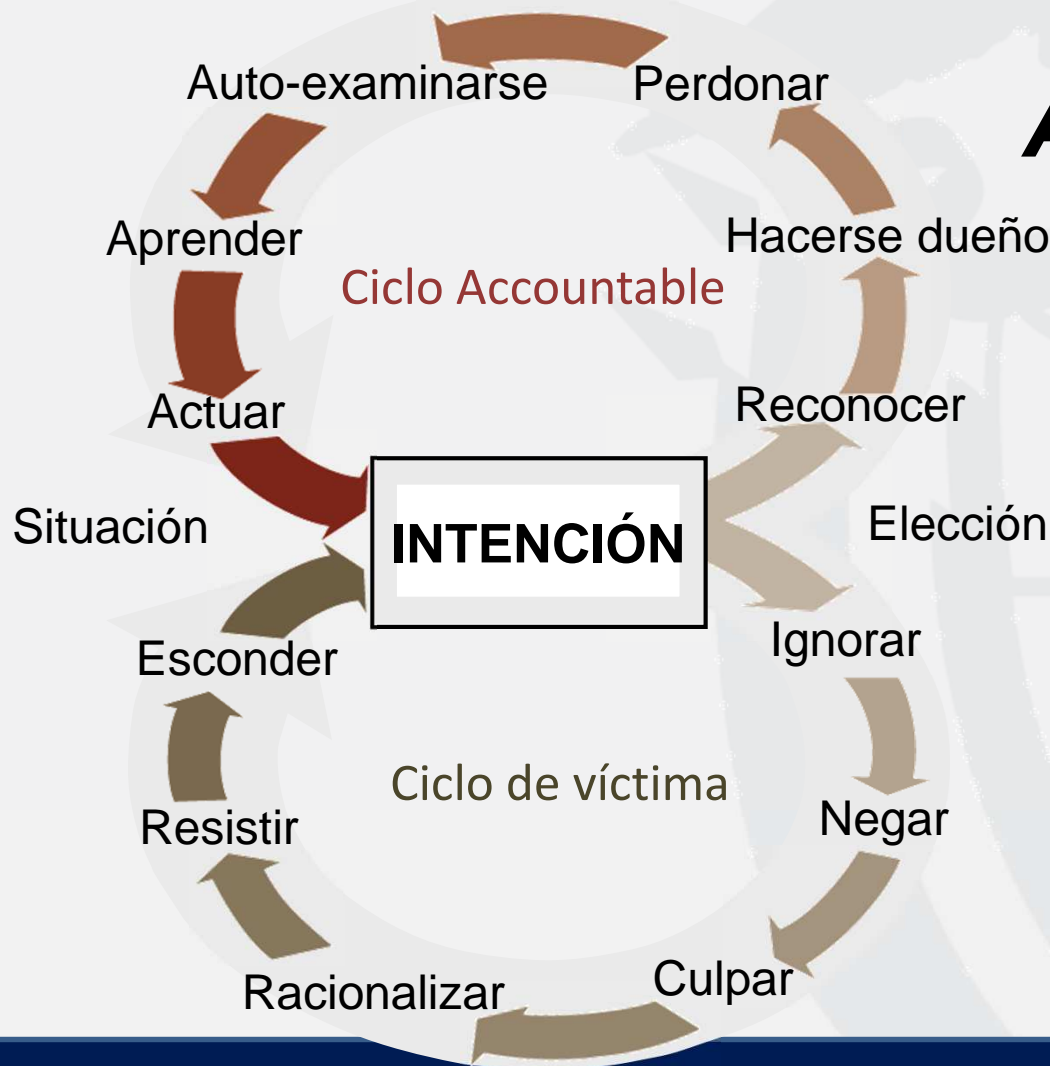 Auto-examinarse
Perdonar
A
Aprender
Hacerse dueño
Ciclo Accountable
Actuar
Reconocer
Situación
INTENCIÓN
Elección
Esconder
Ignorar
Ciclo de víctima
Resistir
Negar
Racionalizar
Culpar